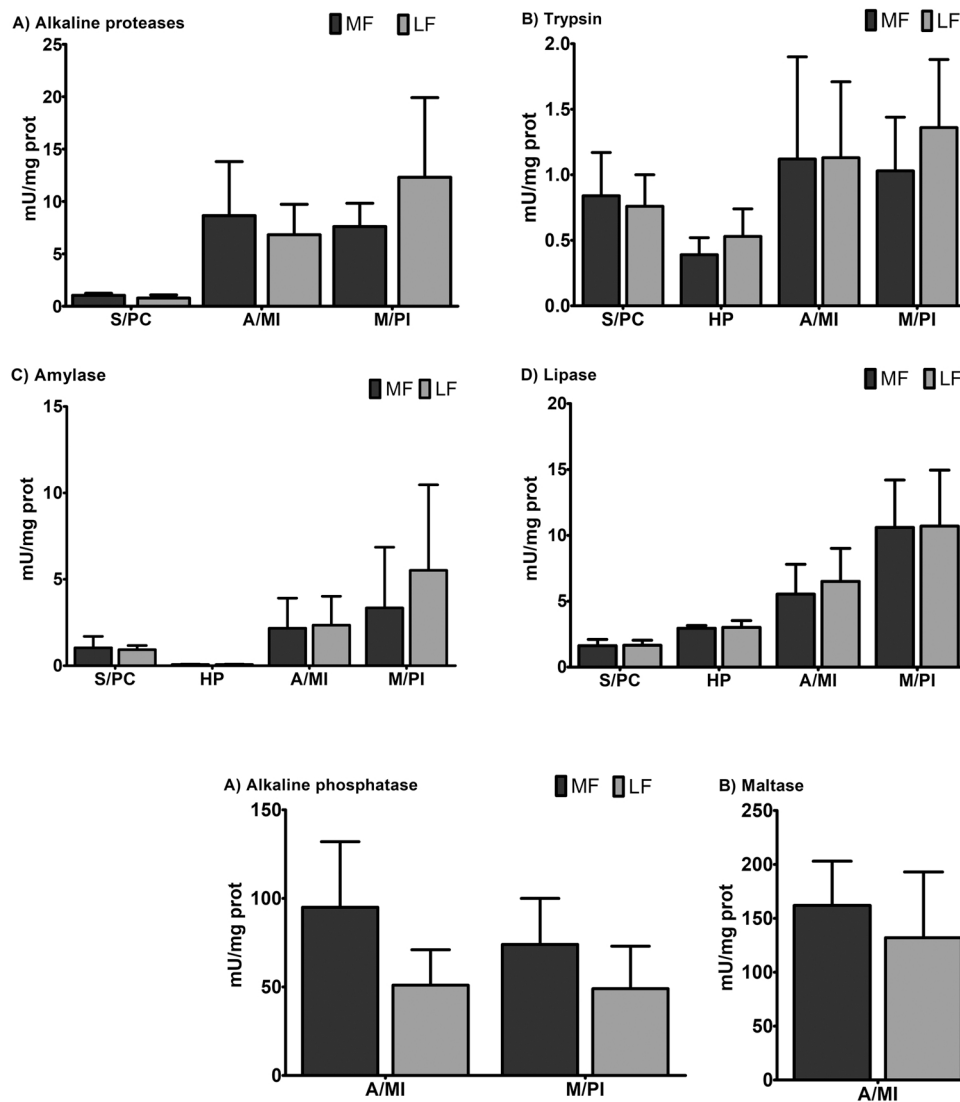 A) Alkaline proteases
MF LF
25
20
15
10
5
0
mU/mg prot
S/PC A/MI M/PI
B) Trypsin
MF LF
2.0
1.5
1.0
0.5
0.0
mU/mg prot
S/PC HP A/MI M/PI
C) Amylase
MF LF
15
10
5
0
mU/mg prot
S/PC HP A/MI M/PI
D) Lipase
MF LF
20
15
10
5
0
mU/mg prot
S/PC HP A/MI M/PI
A) Alkaline phosphatase
MF LF
150
100
50
0
mU/mg prot
A/MI M/PI
B) Maltase
250
200
150
100
50
0
mU/mg prot
A/MI